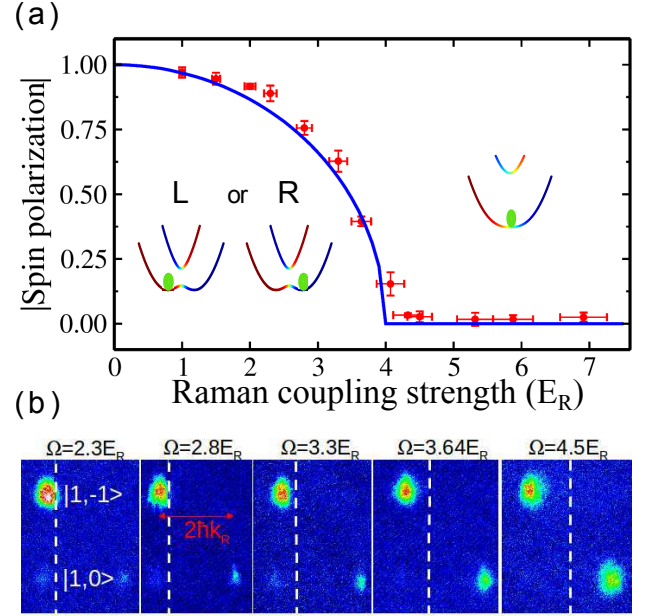 (a)
|Spin polarization|
1.00
0.75
0.50
0.25
0.00
L or R
0 1 2 3 4 5 6 7
Raman coupling strength (E_R)
(b)
Ω=2.3E_R Ω=2.8E_R Ω=3.3E_R Ω=3.64E_R Ω=4.5E_R
|1,-1>
2ħk_R
|1,0>